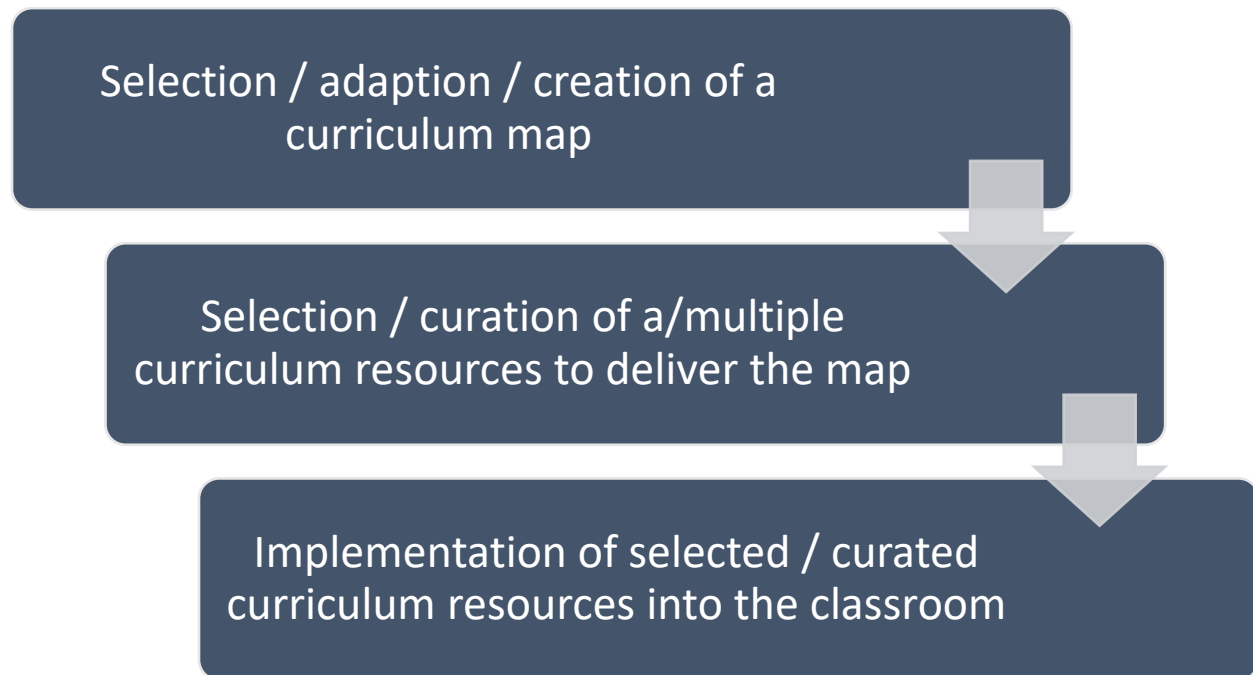 Selection / adaption / creation of a
curriculum map
Selection / curation of a/multiple
curriculum resources to deliver the map
Implementation of selected / curated
curriculum resources into the classroom